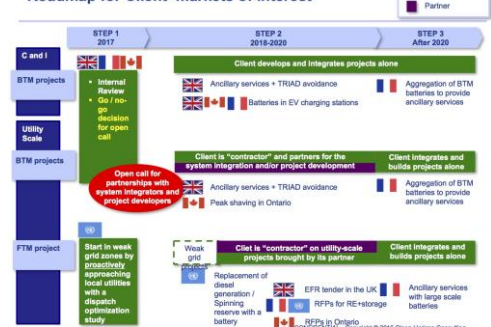 Partner
STEP 1
2017
STEP 2
2018-2020
STEP 3
After 2020
C and I
Client develops and Integrates projects alone
BTM projects
• Internal
Review
• Go / no-
go
decision
for open
call
Ancillary services + TRIAD avoidance
Batteries in EV charging stations
Aggregation of BTM
batteries to provide
ancillary services
Utility
Scale
BTM projects
Open call for
partnerships with
system integrators and
project developers
Client is "contractor" and partners for the
system integration and/or project development
Client integrates and
builds projects alone
Ancillary services + TRIAD avoidance
Peak shaving in Ontario
Aggregation of BTM
batteries to provide
ancillary services
FTM project
Start in weak
grid zones by
proactively
approaching
local utilities
with a
dispatch
optimization
study
Weak
grid
projects
Cliet is "contractor" on utility-scale
projects brought by its partner
Client integrates and
builds projects alone
Replacement of
diesel
generation /
Spinning
reserve with a
battery
EFR tender in the UK
RFPs for RE+storage
RFPs in Ontario
Ancillary services
with large scale
batteries